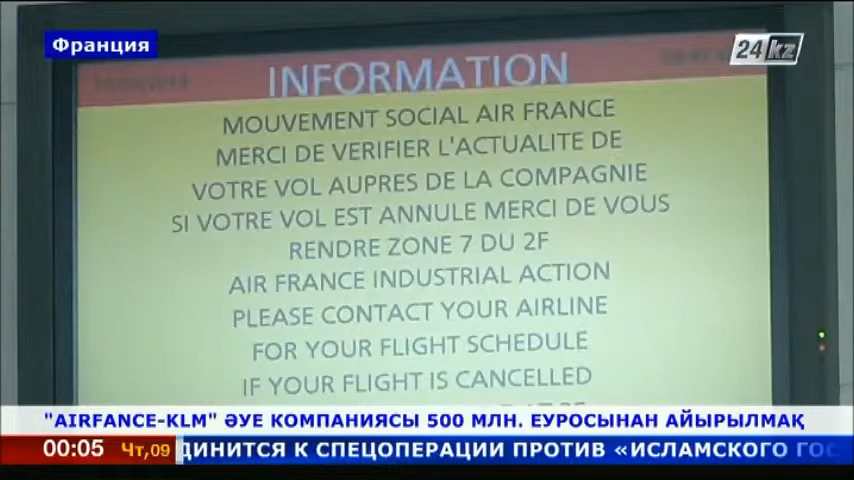 Франция
24kz
INFORMATION
MOUVEMENT SOCIAL AIR FRANCE
MERCI DE VERIFIER L'ACTUALITE DE
VOTRE VOL AUPRES DE LA COMPAGNIE
SI VOTRE VOL EST ANNULE MERCI DE VOUS
RENDRE ZONE 7 DU 2F
AIR FRANCE INDUSTRIAL ACTION
PLEASE CONTACT YOUR AIRLINE
FOR YOUR FLIGHT SCHEDULE
IF YOUR FLIGHT IS CANCELLED
"AIRFANCE-KLM" ӘУЕ КОМПАНИЯСЫ 500 МЛН. ЕУРОСЫНАН АЙЫРЫЛМАҚ
00:05 Чт,09 ДИНИТСЯ К СПЕЦОПЕРАЦИИ ПРОТИВ «ИСЛАМСКОГО ГОС